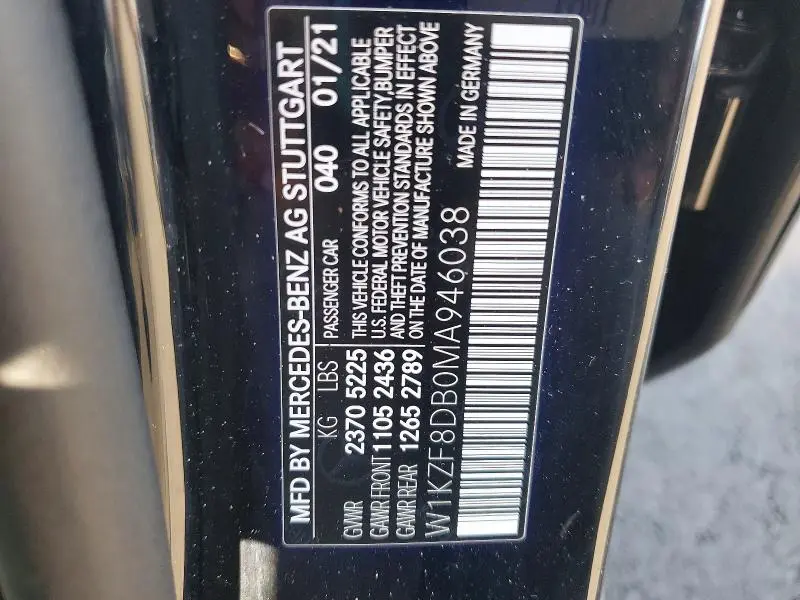 MFD BY MERCEDES-BENZ AG STUTTGART
040 01/21
KG LBS PASSENGER CAR
GVWR 2370 5225 THIS VEHICLE CONFORMS TO ALL APPLICABLE
GAWR FRONT 1105 2436 U.S. FEDERAL MOTOR VEHICLE SAFETY,BUMPER
GAWR REAR 1265 2789 AND THEFT PREVENTION STANDARDS IN EFFECT
ON THE DATE OF MANUFACTURE SHOWN ABOVE
W1KZF8DB0MA946038 MADE IN GERMANY